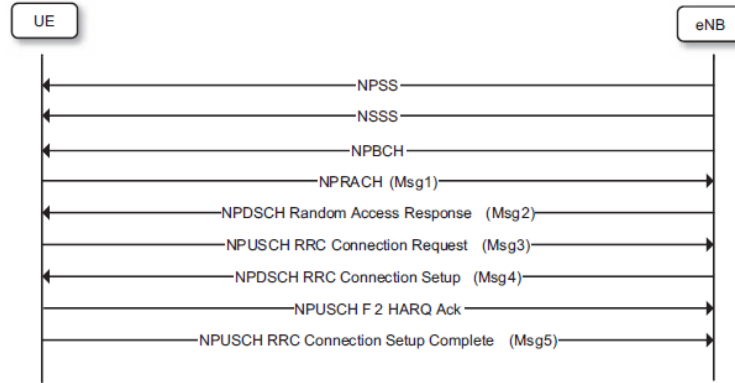 UE
eNB
NPSS
NSSS
NPBCH
NPRACH (Msg1)
NPDSCH Random Access Response (Msg2)
NPUSCH RRC Connection Request (Msg3)
NPDSCH RRC Connection Setup (Msg4)
NPUSCH F 2 HARQ Ack
NPUSCH RRC Connection Setup Complete (Msg5)